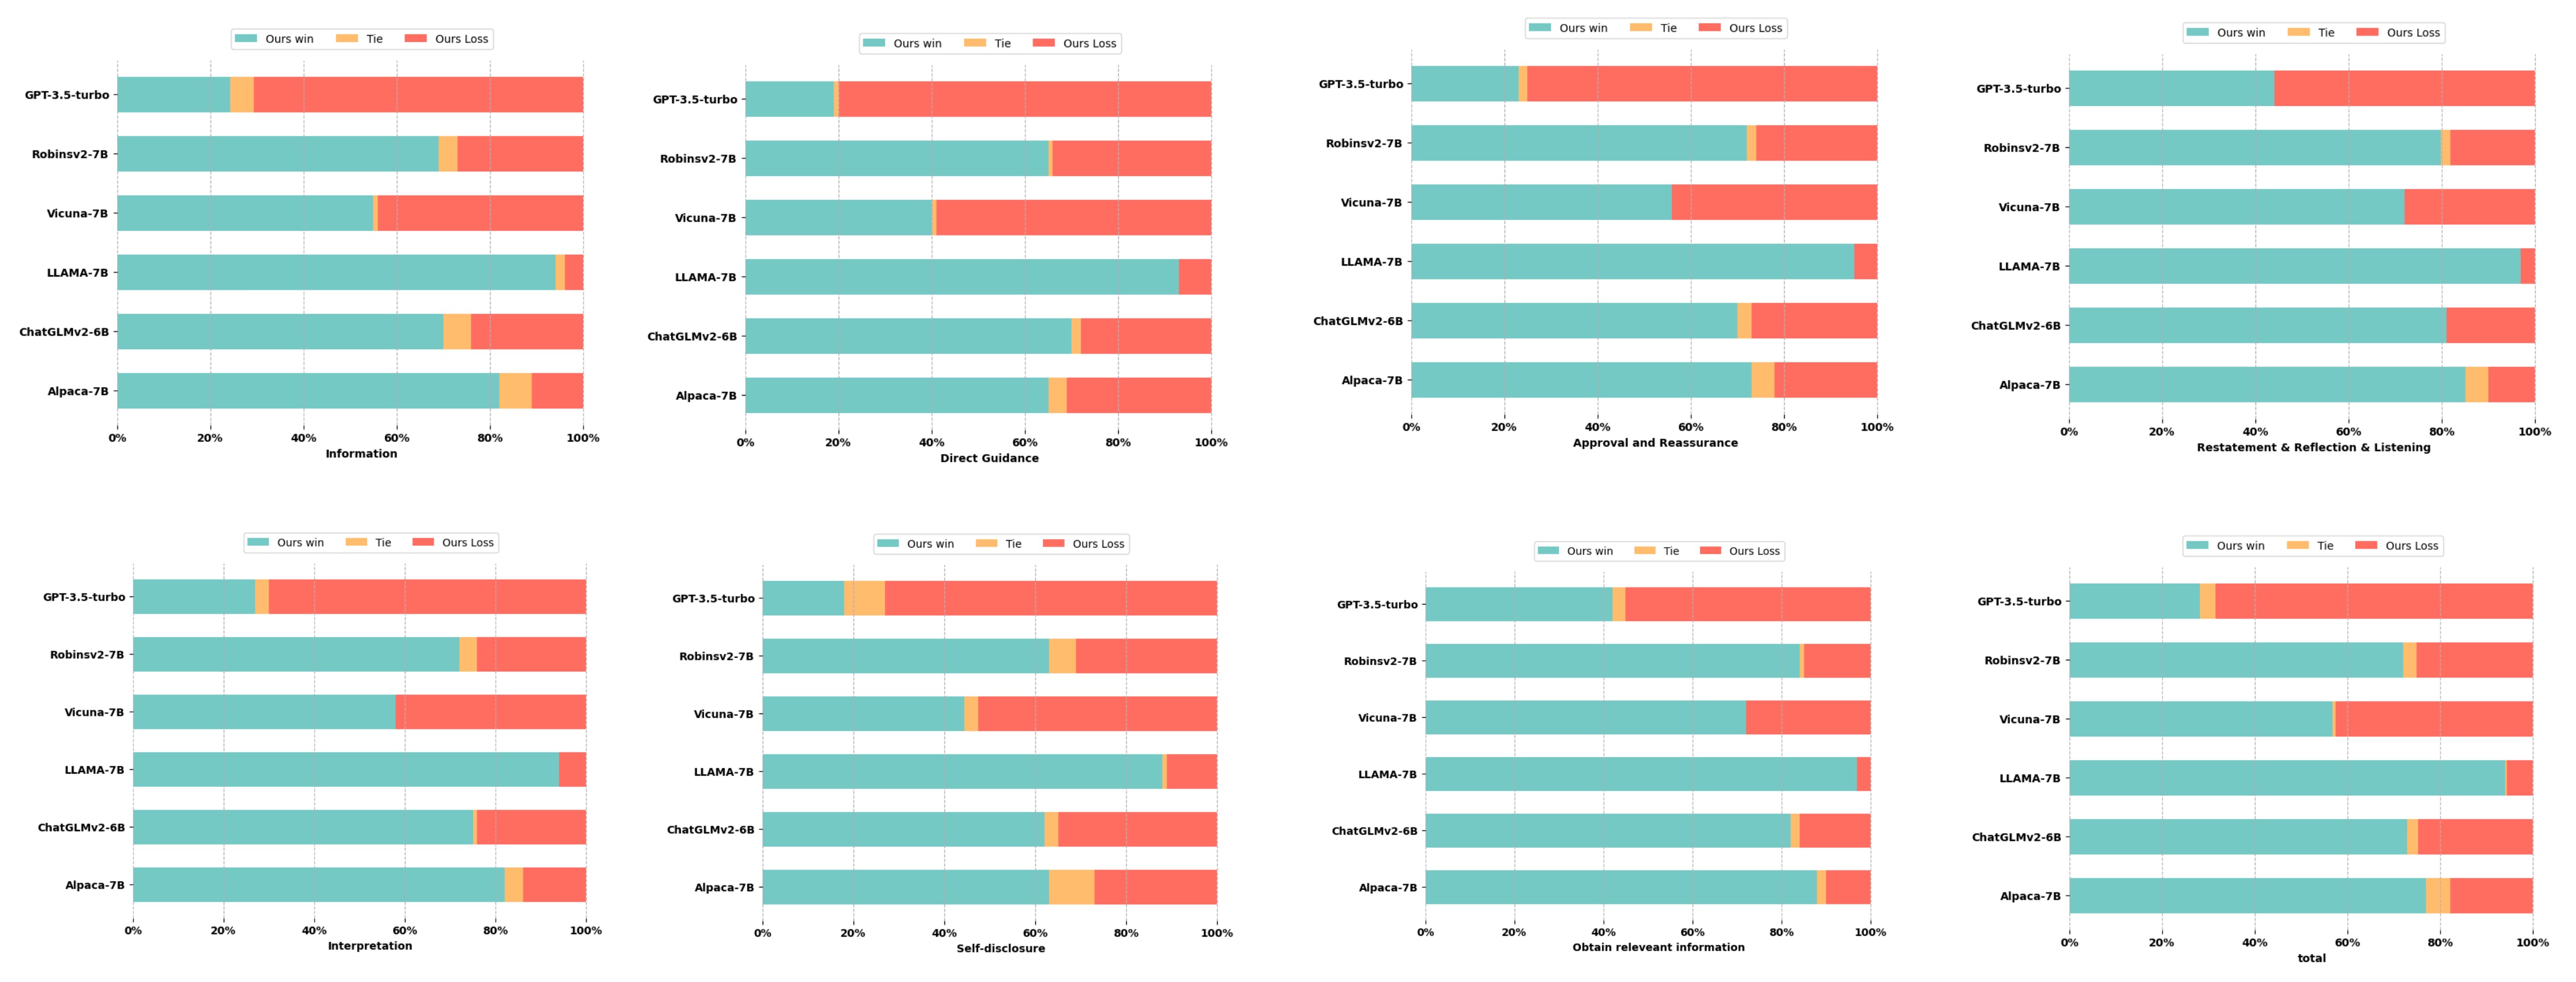 Ours win Tie Ours Loss
GPT-3.5-turbo
Robinsv2-7B
Vicuna-7B
LLAMA-7B
ChatGLMv2-6B
Alpaca-7B
0% 20% 40% 60% 80% 100%
Information
Ours win Tie Ours Loss
GPT-3.5-turbo
Robinsv2-7B
Vicuna-7B
LLAMA-7B
ChatGLMv2-6B
Alpaca-7B
0% 20% 40% 60% 80% 100%
Direct Guidance
Ours win Tie Ours Loss
GPT-3.5-turbo
Robinsv2-7B
Vicuna-7B
LLAMA-7B
ChatGLMv2-6B
Alpaca-7B
0% 20% 40% 60% 80% 100%
Approval and Reassurance
Ours win Tie Ours Loss
GPT-3.5-turbo
Robinsv2-7B
Vicuna-7B
LLAMA-7B
ChatGLMv2-6B
Alpaca-7B
0% 20% 40% 60% 80% 100%
Restatement & Reflection & Listening
Ours win Tie Ours Loss
GPT-3.5-turbo
Robinsv2-7B
Vicuna-7B
LLAMA-7B
ChatGLMv2-6B
Alpaca-7B
0% 20% 40% 60% 80% 100%
Interpretation
Ours win Tie Ours Loss
GPT-3.5-turbo
Robinsv2-7B
Vicuna-7B
LLAMA-7B
ChatGLMv2-6B
Alpaca-7B
0% 20% 40% 60% 80% 100%
Self-disclosure
Ours win Tie Ours Loss
GPT-3.5-turbo
Robinsv2-7B
Vicuna-7B
LLAMA-7B
ChatGLMv2-6B
Alpaca-7B
0% 20% 40% 60% 80% 100%
Obtain releveant information
Ours win Tie Ours Loss
GPT-3.5-turbo
Robinsv2-7B
Vicuna-7B
LLAMA-7B
ChatGLMv2-6B
Alpaca-7B
0% 20% 40% 60% 80% 100%
total